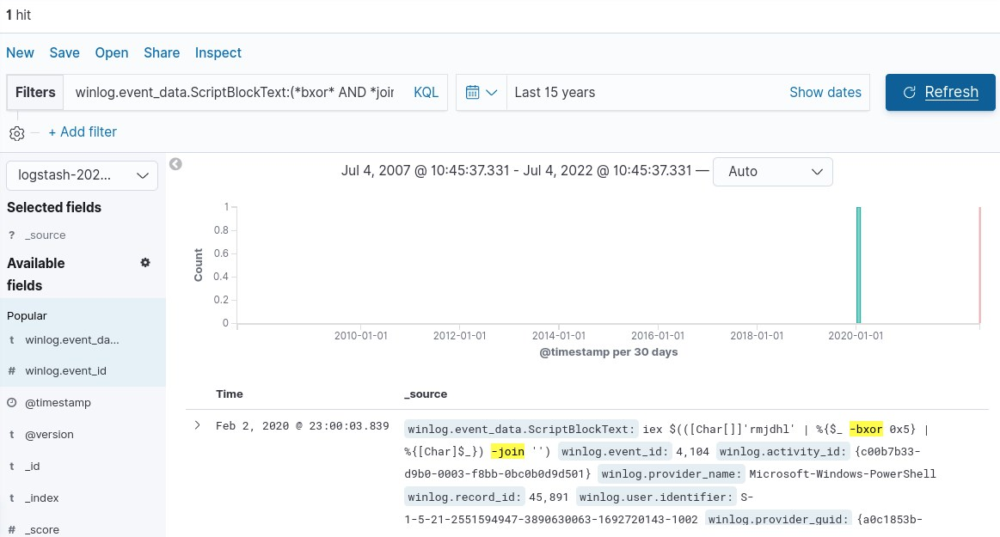 1 hit
New Save Open Share Inspect
Filters winlog.event_data.ScriptBlockText:(*bxor* AND *join KQL Last 15 years Show dates Refresh
+ Add filter
logstash-202...
Jul 4, 2007 @ 10:45:37.331 - Jul 4, 2022 @ 10:45:37.331 — Auto
Selected fields
? _source
Available
fields
Popular
t winlog.event_da...
# winlog.event_id
@timestamp
t @version
t _id
t _index
# _score
Count
1
0.8
0.6
0.4
0.2
0
2010-01-01 2012-01-01 2014-01-01 2016-01-01 2018-01-01 2020-01-01
@timestamp per 30 days
Time _source
Feb 2, 2020 @ 23:00:03.839
winlog.event_data.ScriptBlockText: iex $(([Char[]]'rmjdhl' | %{$_ -bxor 0x5} |
%{[Char]$_}) -join '') winlog.event_id: 4,104 winlog.activity_id: {c00b7b33-
d9b0-0003-f8bb-0bc0b0d9d501} winlog.provider_name: Microsoft-Windows-PowerShell
winlog.record_id: 45,891 winlog.user.identifier: S-
1-5-21-2551594947-3890630063-1692720143-1002 winlog.provider_guid: {a0c1853b-